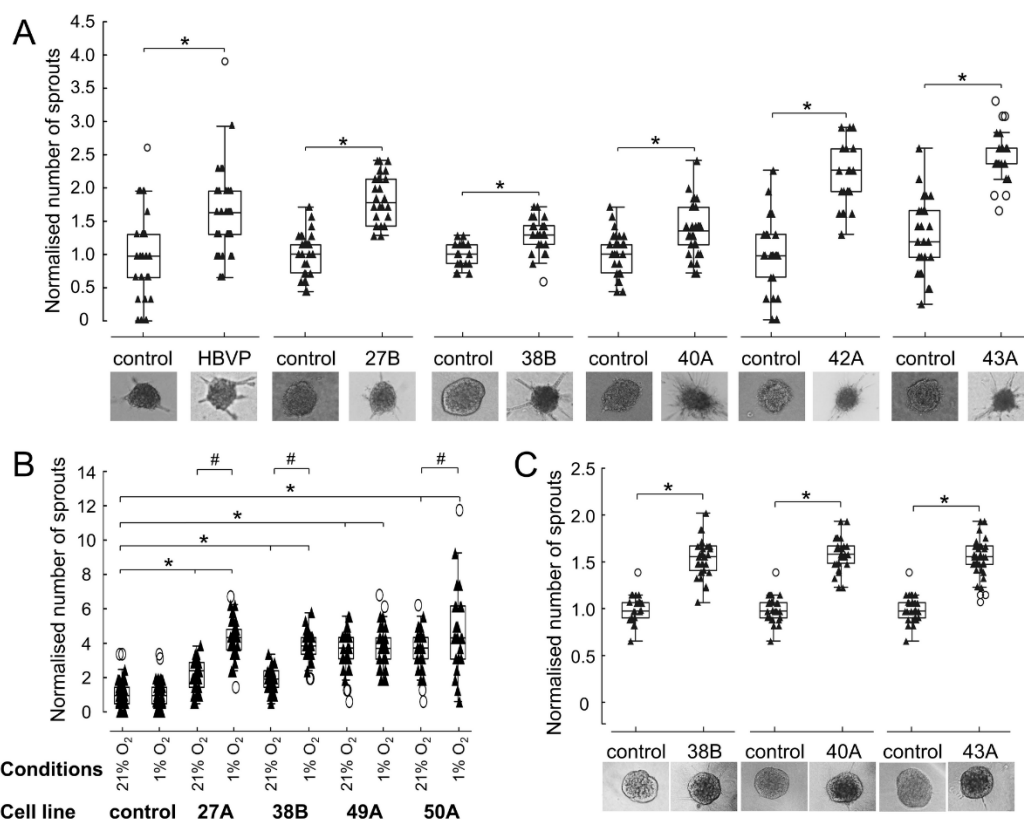 A
Normalised number of sprouts
4.5
4.0
3.5
3.0
2.5
2.0
1.5
1.0
0.5
0
* * * * * *
control HBVP control 27B control 38B control 40A control 42A control 43A
B
Normalised number of sprouts
14
12
10
8
6
4
2
0
# # #
*
*
*
*
Conditions 21% O2 1% O2 21% O2 1% O2 21% O2 1% O2 21% O2 1% O2 21% O2 1% O2
Cell line control 27A 38B 49A 50A
C
Normalised number of sprouts
2.5
2.0
1.5
1.0
0.5
0
* * *
control 38B control 40A control 43A